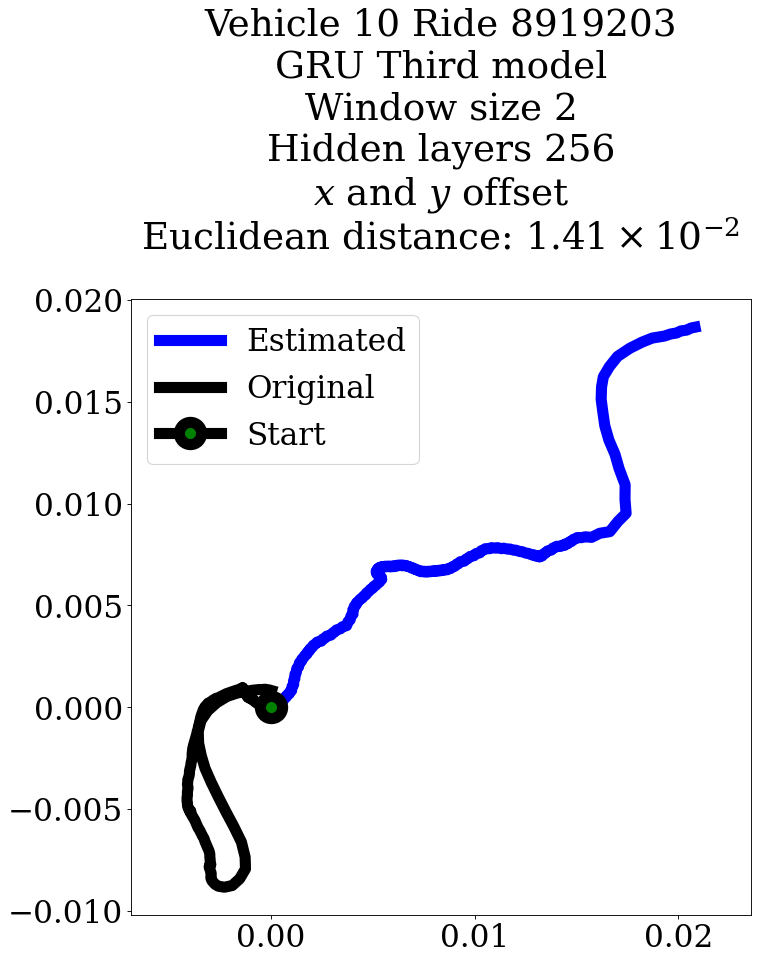 Vehicle 10 Ride 8919203
GRU Third model
Window size 2
Hidden layers 256
x and y offset
Euclidean distance: 1.41 × 10⁻²
0.020
Estimated
0.015
Original
Start
0.010
0.005
0.000
−0.005
−0.010
0.00 0.01 0.02